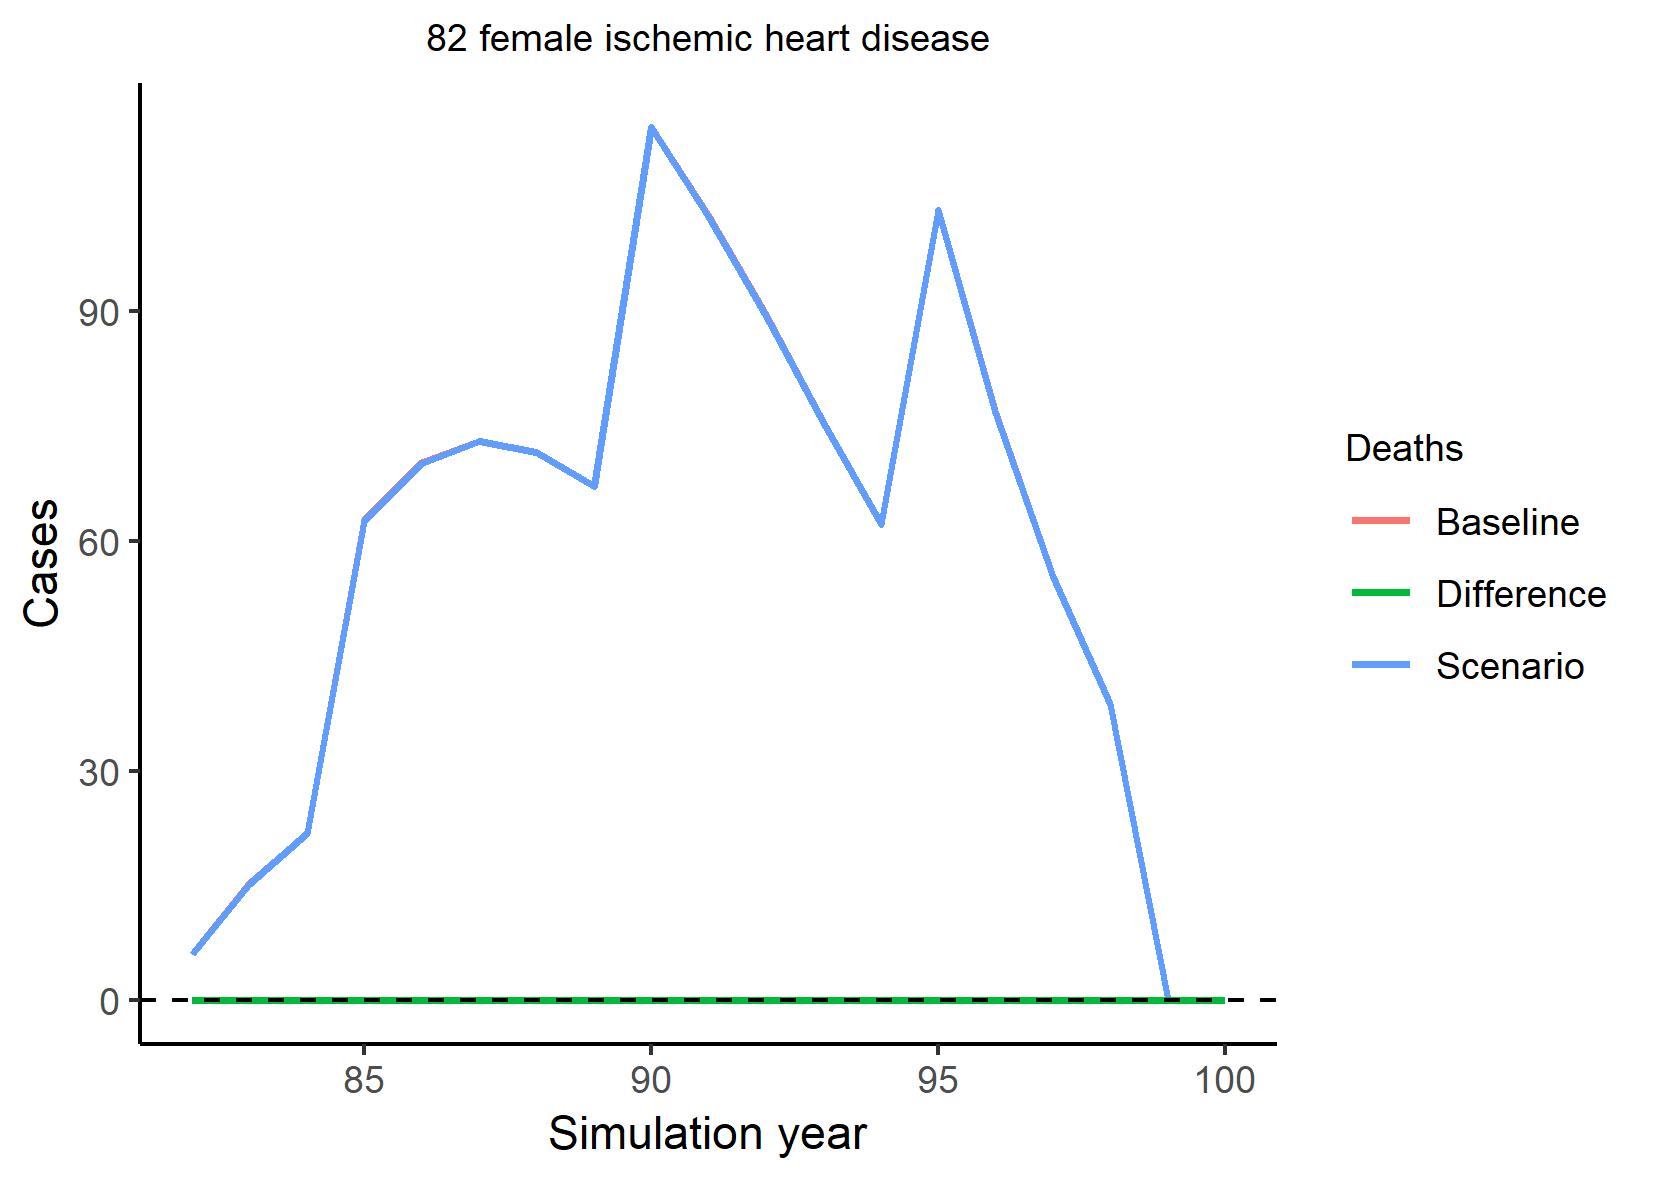 82 female ischemic heart disease
Cases
90
60
30
0
85 90 95 100
Simulation year
Deaths
Baseline
Difference
Scenario